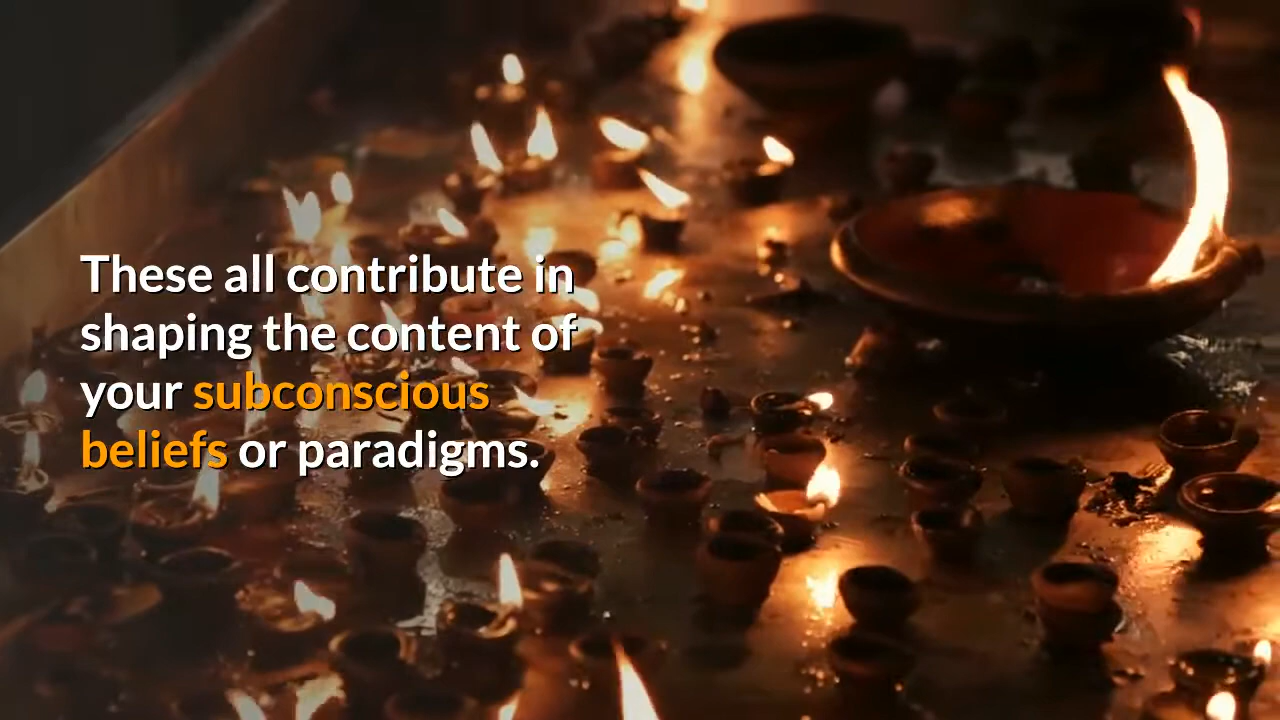 These all contribute in
shaping the content of
your subconscious
beliefs or paradigms.